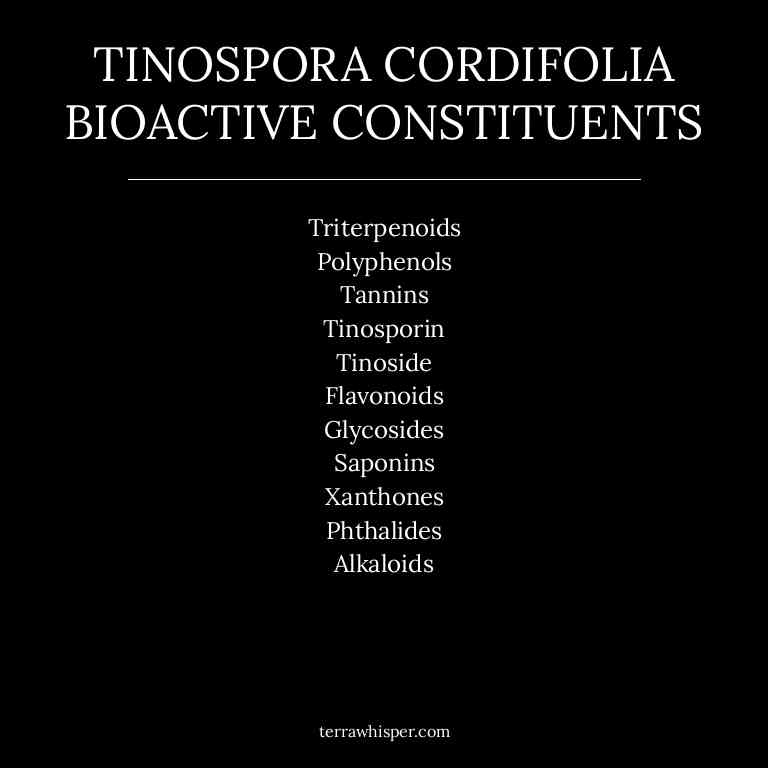 TINOSPORA CORDIFOLIA
BIOACTIVE CONSTITUENTS
Triterpenoids
Polyphenols
Tannins
Tinosporin
Tinoside
Flavonoids
Glycosides
Saponins
Xanthones
Phthalides
Alkaloids
terrawhisper.com